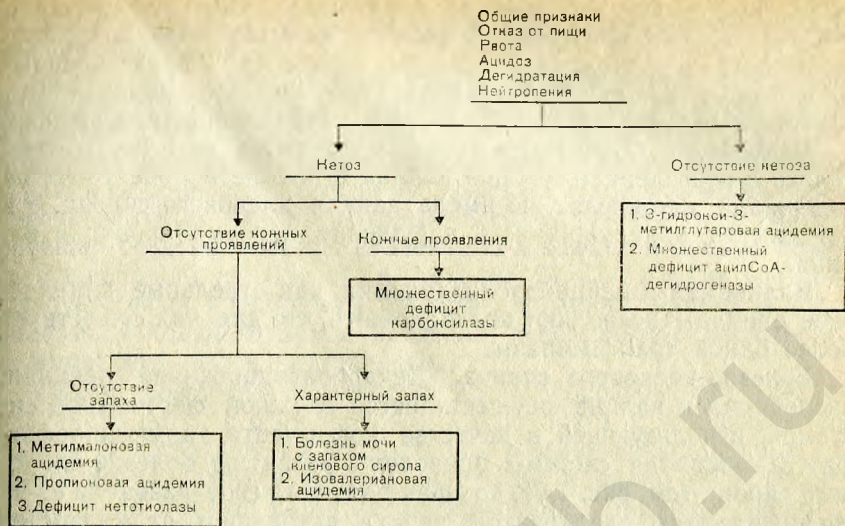 Общие признаки
Отказ от пищи
Рвота
Ацидоз
Дегидратация
Нейтропения
Кетоз
Отсутствие кетоза
1. 3-гидрокси-3-
метилглутаровая ацидемия
2. Множественный
дефицит ацилСоА-
дегидрогеназы
Отсутствие кожных
проявлений
Кожные проявления
Множественный
дефицит
карбоксилазы
Отсутствие
запаха
Характерный запах
1. Метилмалоновая
ацидемия
2. Пропионовая ацидемия
3. Дефицит кетотиолазы
1. Болезнь мочи
с запахом
кленового сиропа
2. Изовалериановая
ацидемия